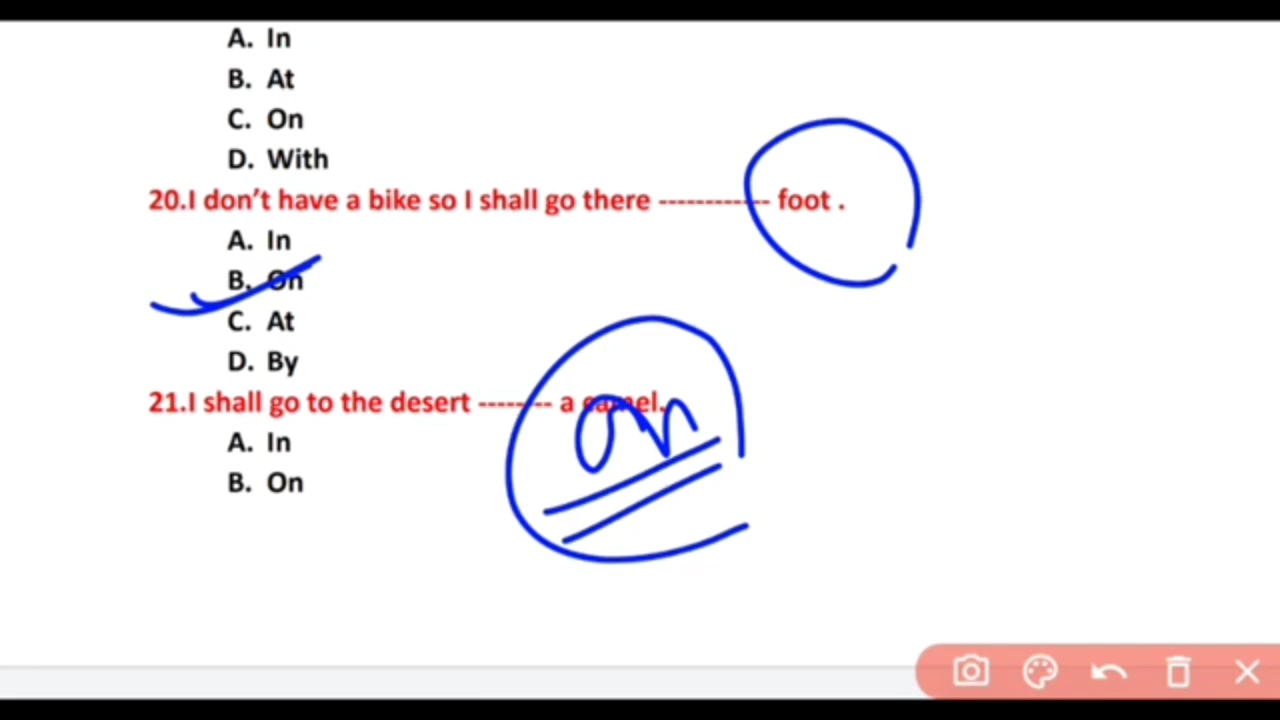 A. In
B. At
C. On
D. With
20.I don't have a bike so I shall go there ------------ foot .
A. In
B. On
C. At
D. By
21.I shall go to the desert -------- a camel.
on
A. In
B. On